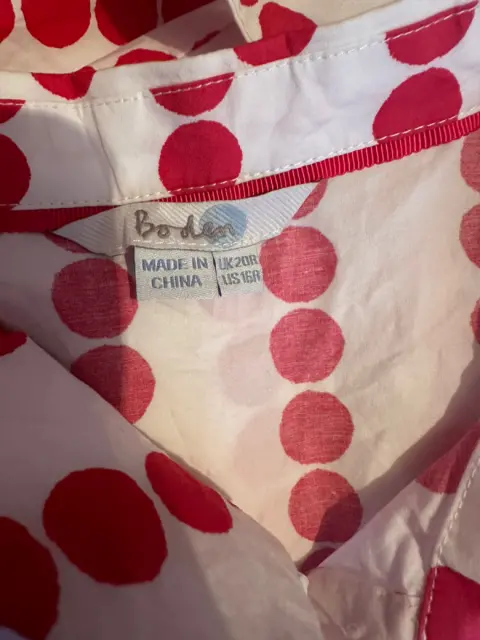 Boden
MADE IN
CHINA
UK20R
US16R